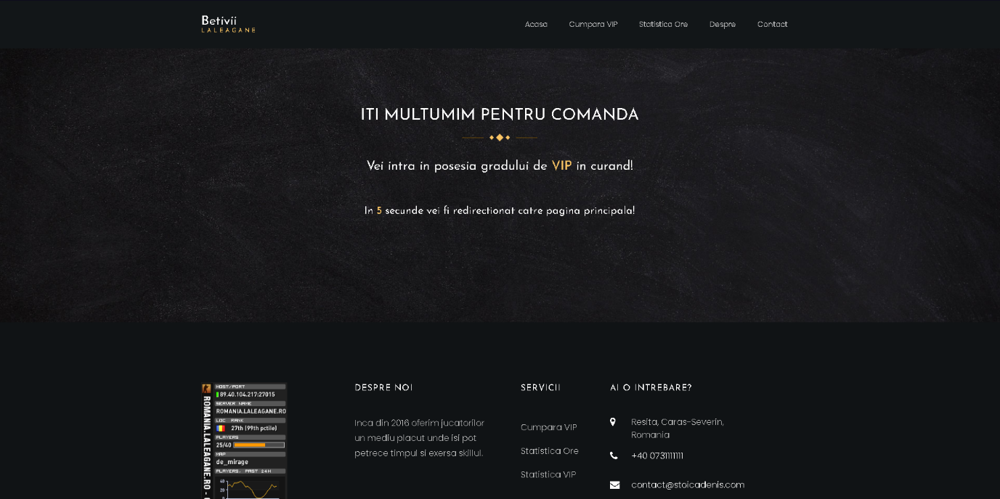 Betivii
LALEAGANE
Acasa
Cumpara VIP
Statistica Ore
Despre
Contact
ITI MULTUMIM PENTRU COMANDA
Vei intra in posesia gradului de VIP in curand!
In 5 secunde vei fi redirectionat catre pagina principala!
HOST/PORT
89.40.104.217:27015
SERVER NAME
ROMANIA.LALEAGANE.RO
LOC RANK
27th (99th pctile)
PLAYERS
25/40
MAP
de_mirage
PLAYERS, PAST 24H
40
20
0
ROMANIA.LALEAGANE.RO -
DESPRE NOI
Inca din 2016 oferim jucatorilor
un mediu placut unde isi pot
petrece timpul si exersa skillul.
SERVICII
Cumpara VIP
Statistica Ore
Statistica VIP
AI O INTREBARE?
Resita, Caras-Severin,
Romania
+40 0731111111
contact@stoicadenis.com